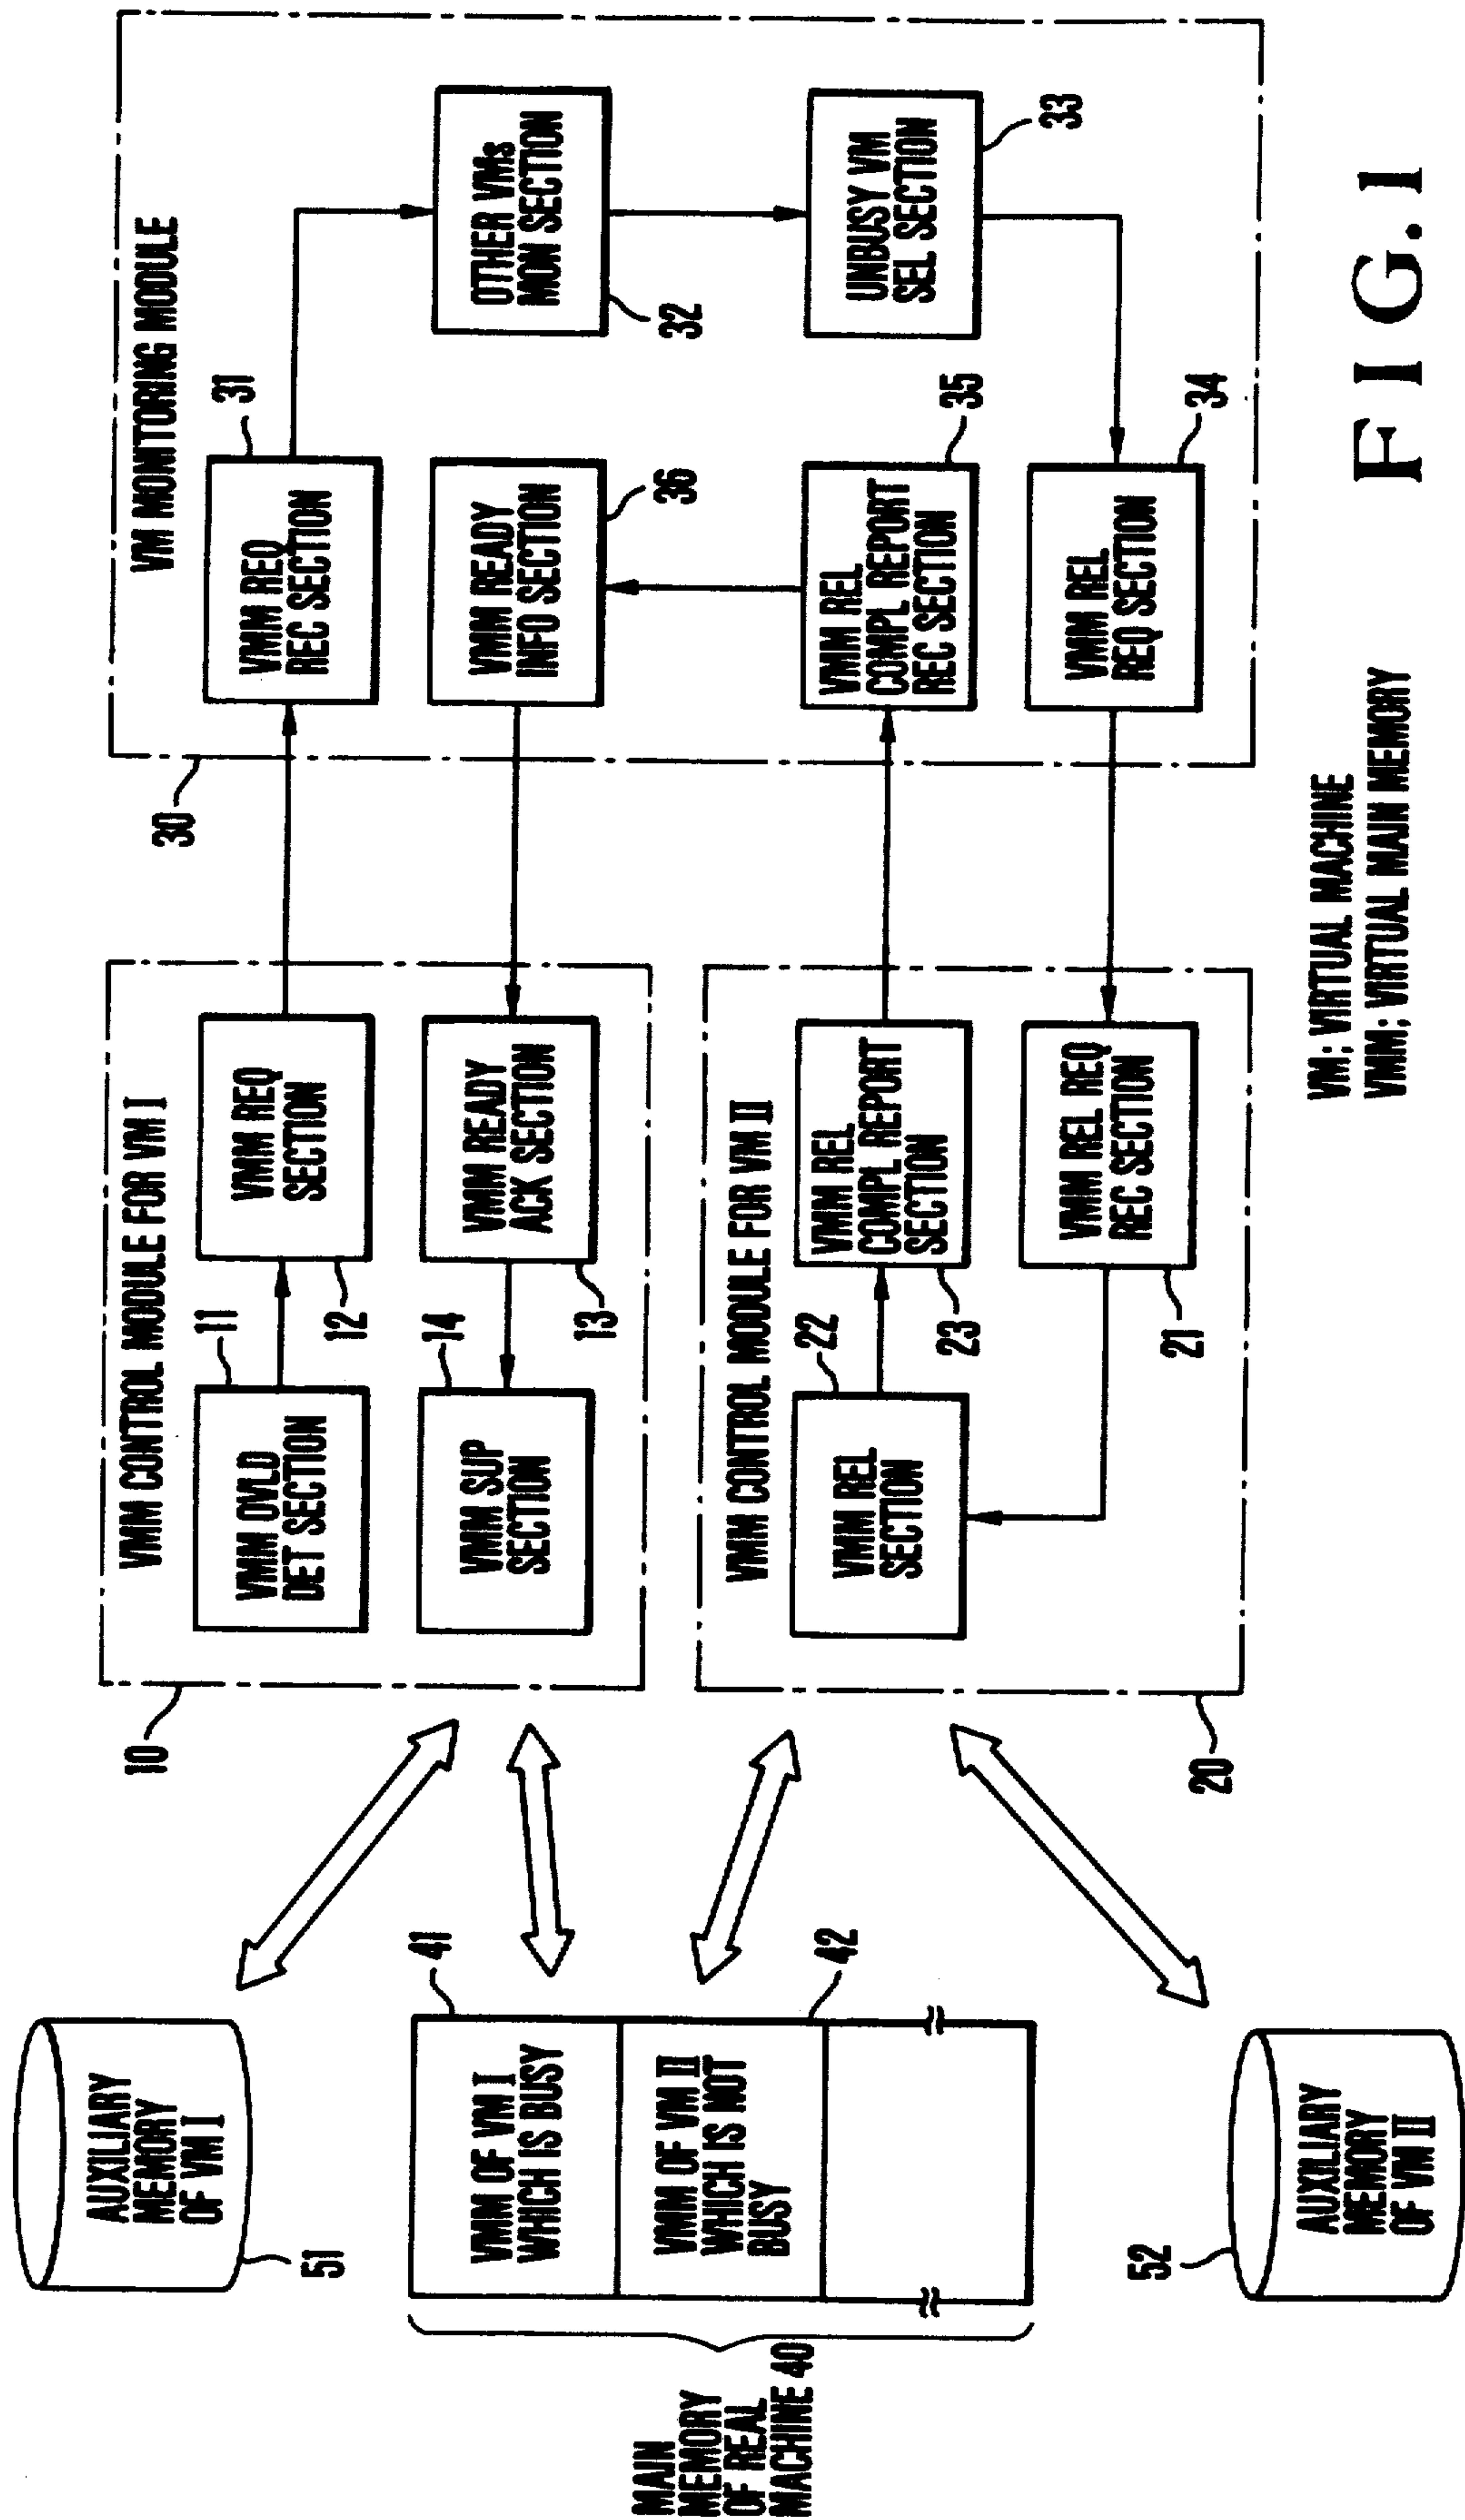 MAIN
MEMORY
OF REAL
MACHINE 40
AUXILIARY
MEMORY
OF VM I
51
41
VMM OF VM I
WHICH IS BUSY
VMM OF VM II
WHICH IS NOT
BUSY
42
52
AUXILIARY
MEMORY
OF VM II
10
VMM CONTROL MODULE FOR VM I
11
VMM OVLD
DET SECTION
VMM REQ
SECTION
12
14
VMM SUP
SECTION
VMM READY
ACK SECTION
13
VMM CONTROL MODULE FOR VM II
22
VMM REL
SECTION
VMM REL
COMPL REPORT
SECTION
23
VMM REL REQ
REC SECTION
21
20
30
VM MONITORING MODULE
VMM REQ
REC SECTION
31
VMM READY
INFO SECTION
36
OTHER VMs
MON SECTION
32
VMM REL
COMPL REPORT
REC SECTION
35
UNBUSY VM
SEL SECTION
33
VMM REL
REQ SECTION
34
VM: VIRTUAL MACHINE
VMM; VIRTUAL MAIN MEMORY
FIG.1